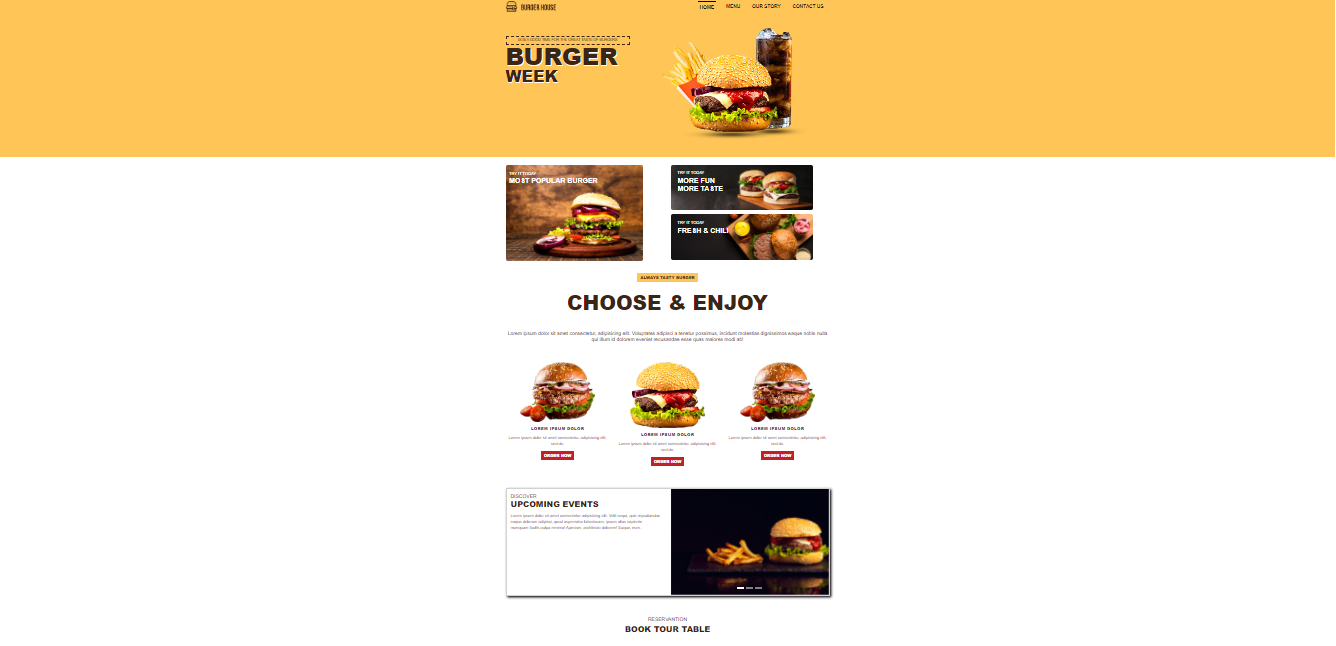 BURGER HOUSE
HOME MENU OUR STORY CONTACT US
BURGER
WEEK
TRY IT TODAY
MOST POPULAR BURGER
TRY IT TODAY
MORE FUN
MORE TASTE
TRY IT TODAY
FRESH & CHILI
ALWAYS TASTY BURGER
CHOOSE & ENJOY
Lorem ipsum dolor sit amet consectetur, adipisicing elit. Voluptates adipisci a tenetur possimus, incidunt molestias dignissimos eaque nobis nulla
qui illum id dolorem eveniet recusandae esse quas maiores modi ab!
LOREM IPSUM DOLOR
Lorem ipsum dolor sit amet consectetur, adipisicing elit,
sed do.
ORDER NOW
LOREM IPSUM DOLOR
Lorem ipsum dolor sit amet consectetur, adipisicing elit,
sed do.
ORDER NOW
LOREM IPSUM DOLOR
Lorem ipsum dolor sit amet consectetur, adipisicing elit,
sed do.
ORDER NOW
DISCOVER
UPCOMING EVENTS
Lorem ipsum dolor sit amet consectetur adipisicing elit.
RESERVANTION
BOOK TOUR TABLE